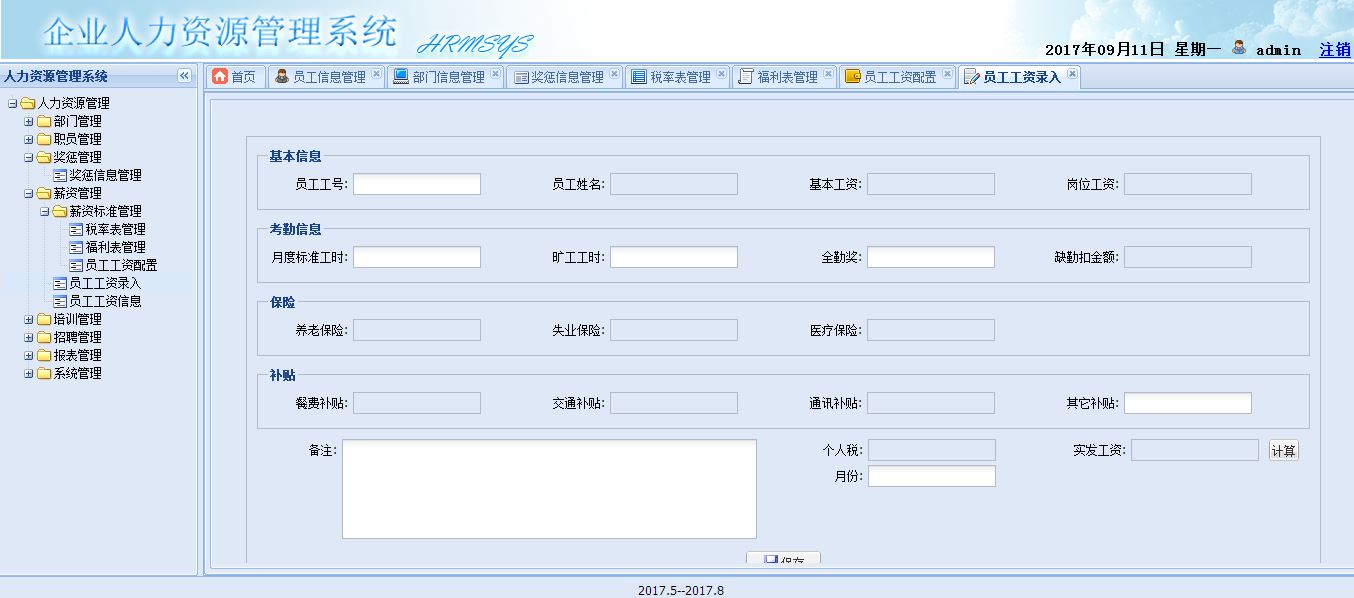 企业人力资源管理系统 HRMSYS
2017年09月11日 星期一 admin 注销
人力资源管理系统
首页 员工信息管理 部门信息管理 奖惩信息管理 税率表管理 福利表管理 员工工资配置 员工工资录入
人力资源管理
部门管理
职员管理
奖惩管理
奖惩信息管理
薪资管理
薪资标准管理
税率表管理
福利表管理
员工工资配置
员工工资录入
员工工资信息
培训管理
招聘管理
报表管理
系统管理
基本信息
员工工号: 员工姓名: 基本工资: 岗位工资:
考勤信息
月度标准工时: 旷工工时: 全勤奖: 缺勤扣金额:
保险
养老保险: 失业保险: 医疗保险:
补贴
餐费补贴: 交通补贴: 通讯补贴: 其它补贴:
备注: 个人税: 实发工资: 计算
月份:
保存
2017.5--2017.8